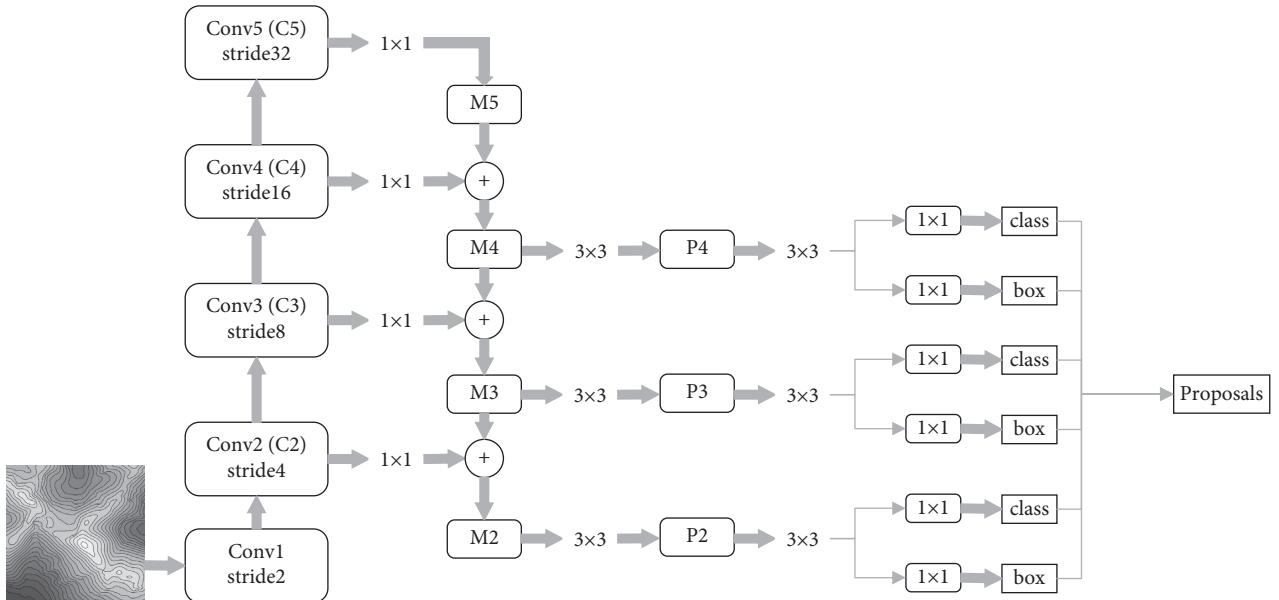 Conv5 (C5)
stride32
1×1
M5
Conv4 (C4)
stride16
1×1
+
M4
3×3
P4
3×3
1×1
class
1×1
box
Conv3 (C3)
stride8
1×1
+
M3
3×3
P3
3×3
1×1
class
1×1
box
Proposals
Conv2 (C2)
stride4
1×1
+
M2
3×3
P2
3×3
1×1
class
1×1
box
Conv1
stride2